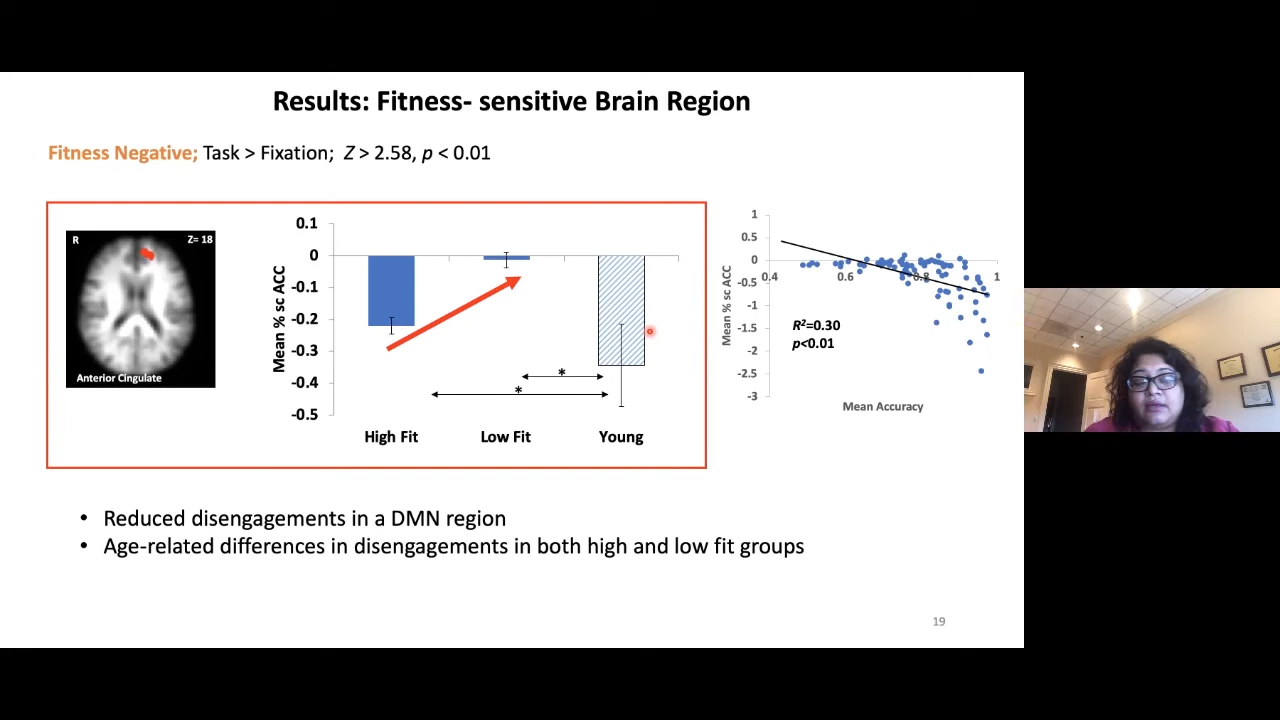 Results: Fitness- sensitive Brain Region
Fitness Negative; Task > Fixation; Z > 2.58, p < 0.01
R
Z= 18
Anterior Cingulate
Mean % sc ACC
0.1
0
-0.1
-0.2
-0.3
-0.4
-0.5
*
*
High Fit
Low Fit
Young
Mean % sc ACC
1
0.5
0
-0.5
-1
-1.5
-2
-2.5
-3
0.4
0.6
0.8
1
R²=0.30
p<0.01
Mean Accuracy
• Reduced disengagements in a DMN region
• Age-related differences in disengagements in both high and low fit groups
19